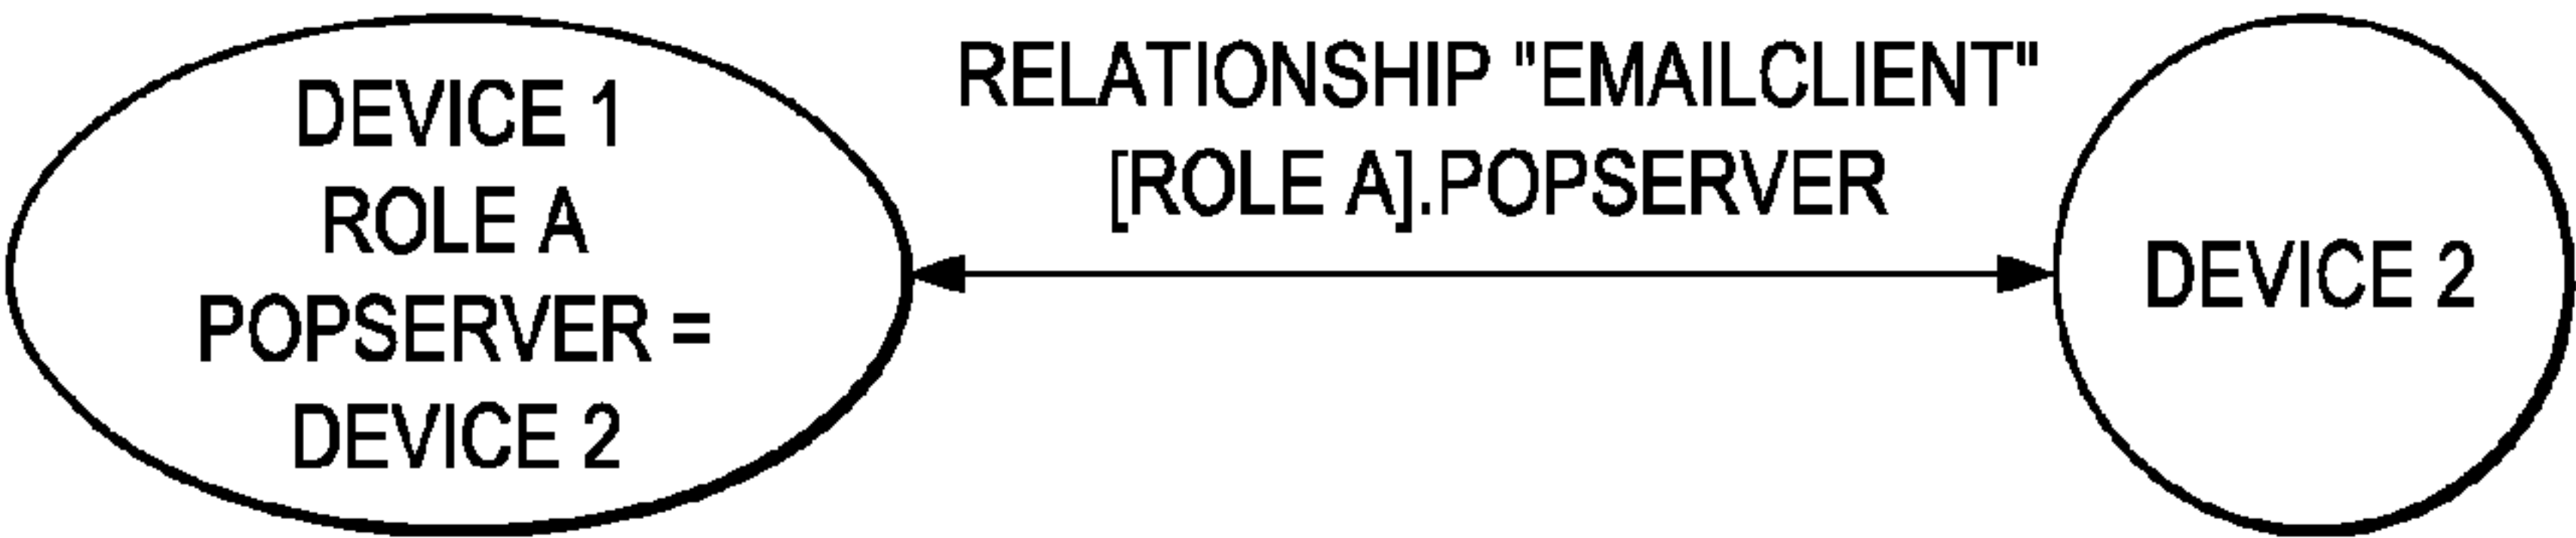 DEVICE 1
ROLE A
POPSERVER =
DEVICE 2
RELATIONSHIP "EMAILCLIENT"
[ROLE A].POPSERVER
DEVICE 2